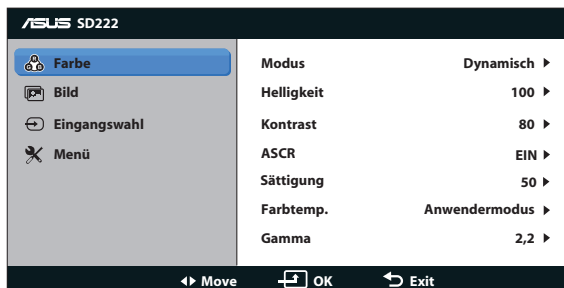 ASUS SD222
Farbe
Bild
Eingangswahl
Menü
Modus Dynamisch
Helligkeit 100
Kontrast 80
ASCR EIN
Sättigung 50
Farbtemp. Anwendermodus
Gamma 2,2
Move OK Exit